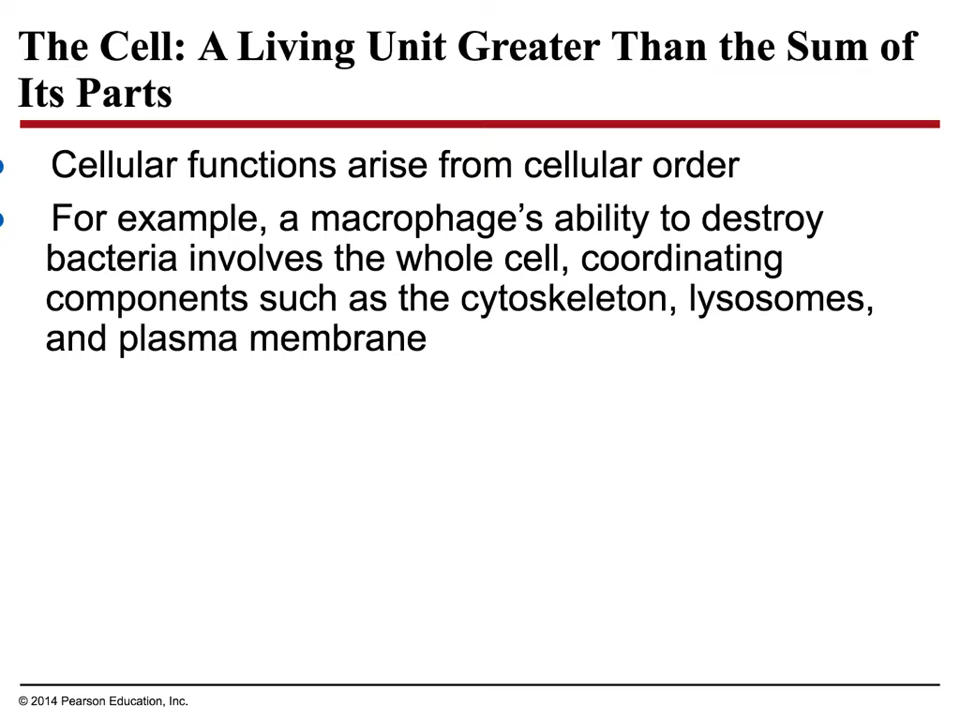 The Cell: A Living Unit Greater Than the Sum of
Its Parts
• Cellular functions arise from cellular order
• For example, a macrophage’s ability to destroy
bacteria involves the whole cell, coordinating
components such as the cytoskeleton, lysosomes,
and plasma membrane
© 2014 Pearson Education, Inc.